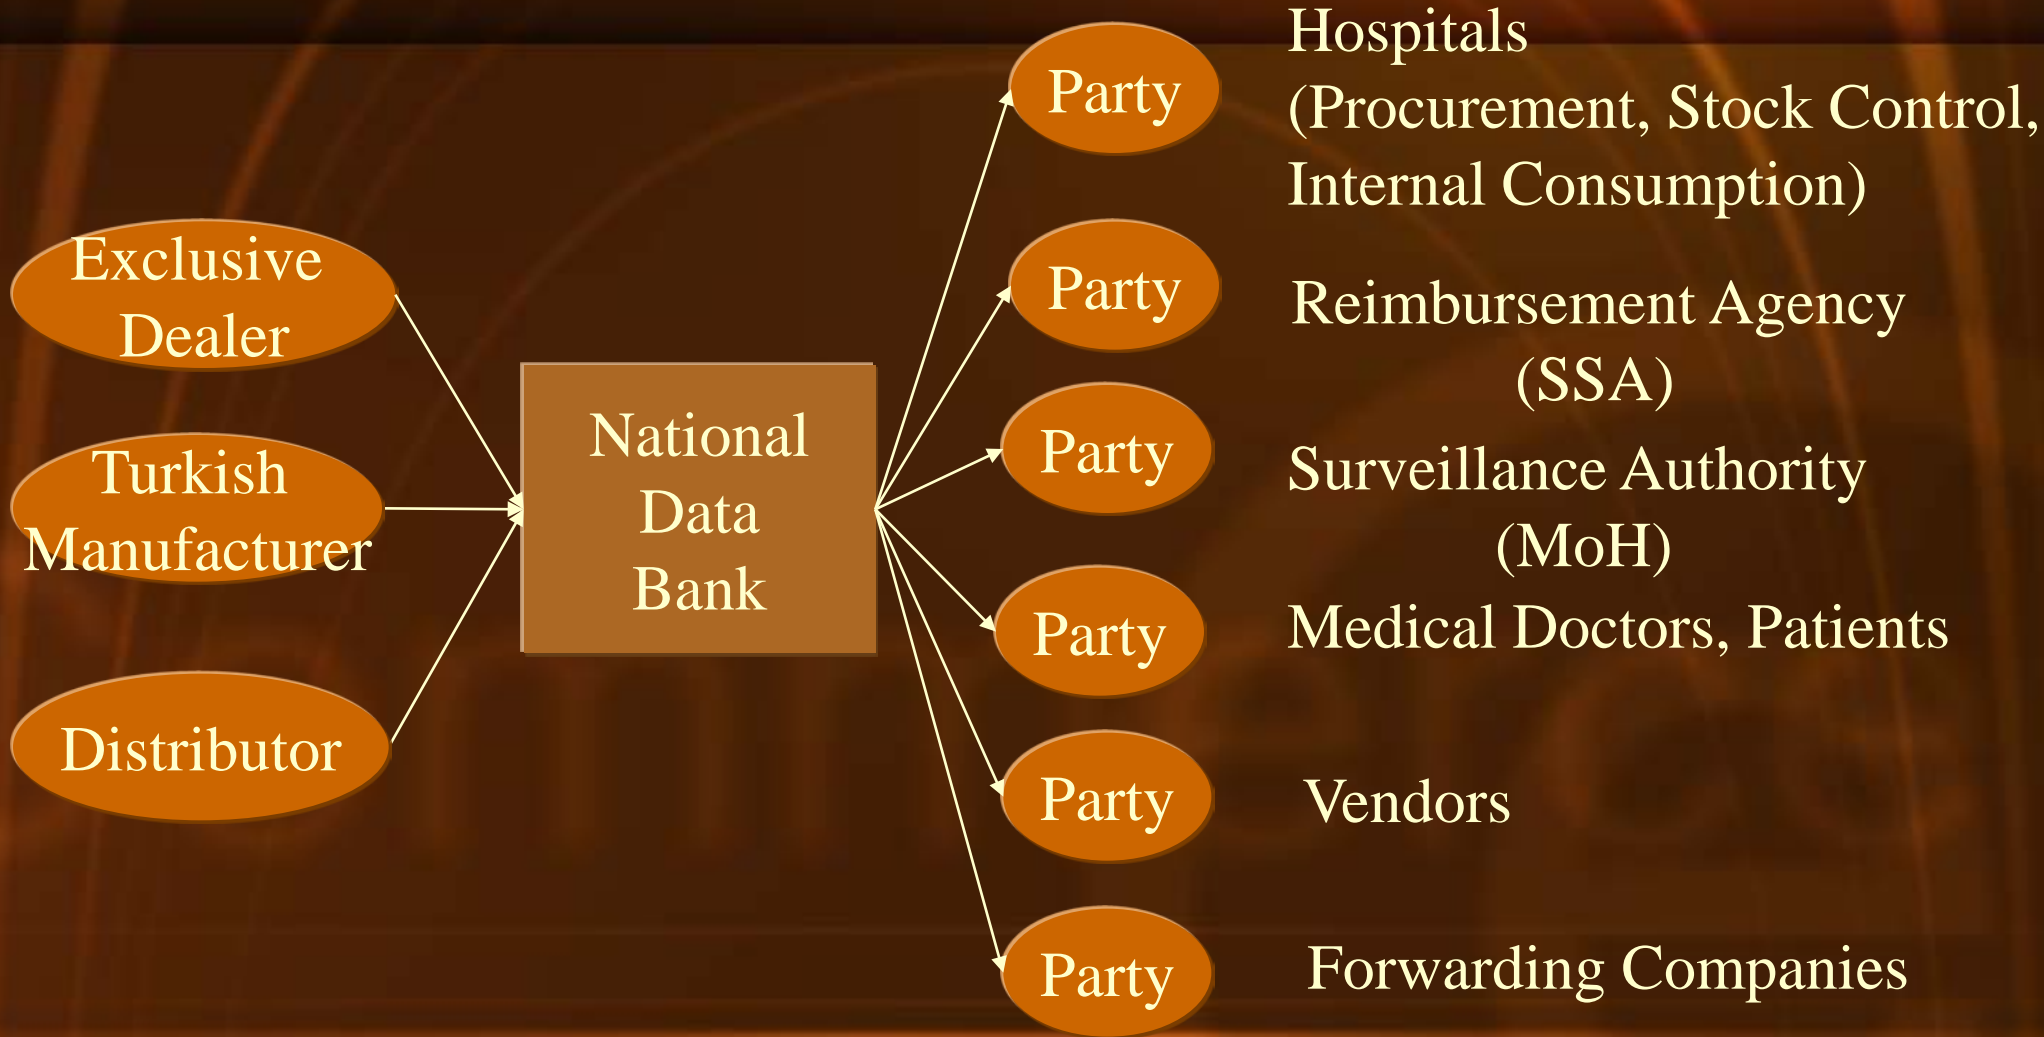 Exclusive
Dealer
Turkish
Manufacturer
Distributor
National
Data
Bank
Party
Hospitals
(Procurement, Stock Control,
Internal Consumption)
Party
Reimbursement Agency
(SSA)
Party
Surveillance Authority
(MoH)
Party
Medical Doctors, Patients
Party
Vendors
Party
Forwarding Companies